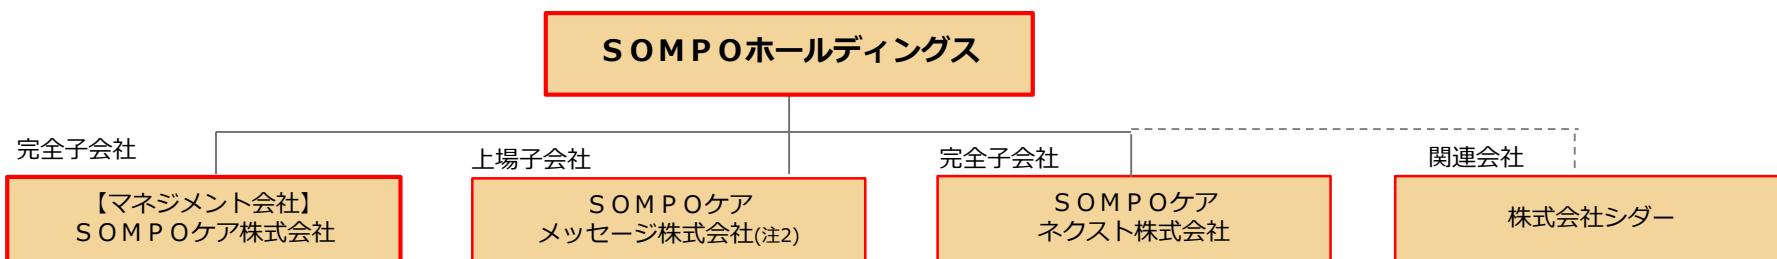 ＳＯＭＰＯホールディングス
完全子会社
上場子会社
完全子会社
関連会社
【マネジメント会社】
ＳＯＭＰＯケア株式会社
ＳＯＭＰＯケア
メッセージ株式会社(注2)
ＳＯＭＰＯケア
ネクスト株式会社
株式会社シダー